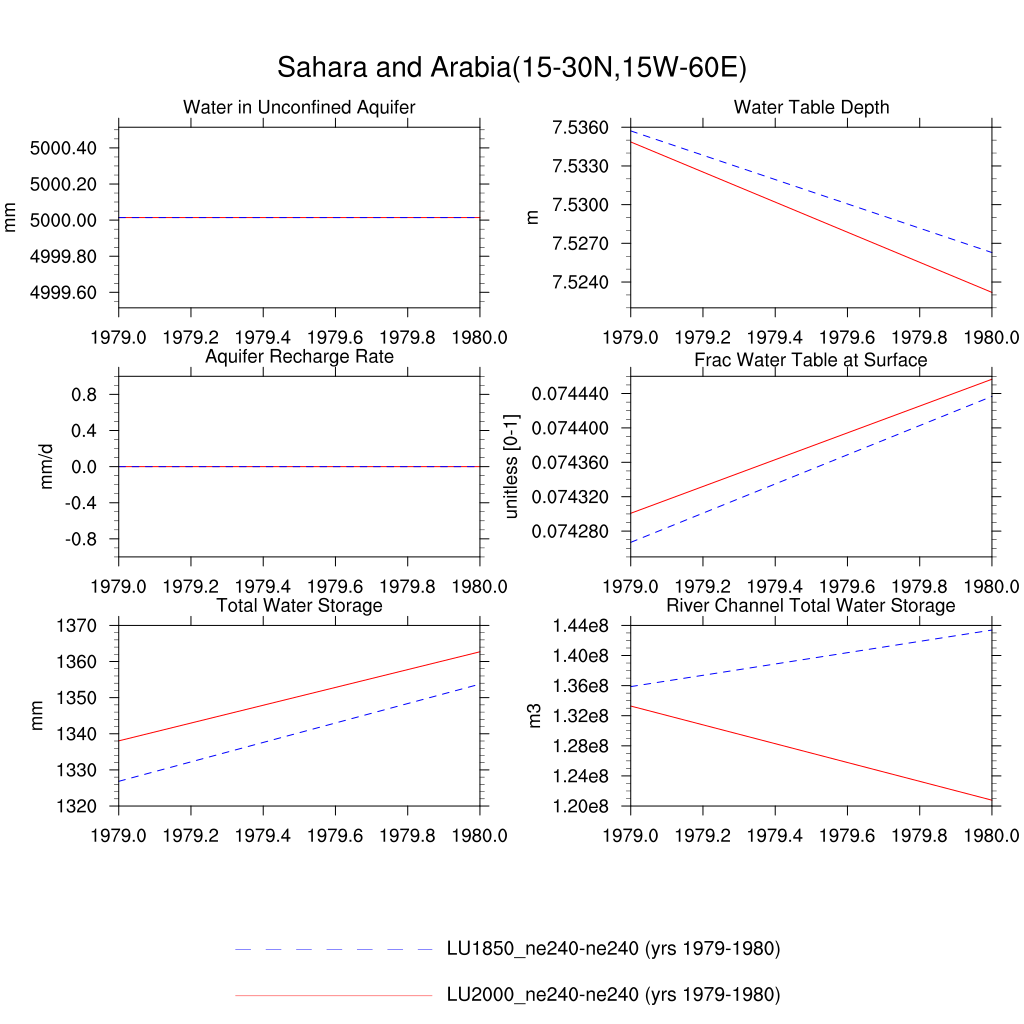 Sahara and Arabia(15-30N,15W-60E)
Water in Unconfined Aquifer
mm
5000.40
5000.20
5000.00
4999.80
4999.60
1979.0 1979.2 1979.4 1979.6 1979.8 1980.0
Water Table Depth
m
7.5360
7.5330
7.5300
7.5270
7.5240
1979.0 1979.2 1979.4 1979.6 1979.8 1980.0
Aquifer Recharge Rate
mm/d
0.8
0.4
0.0
-0.4
-0.8
1979.0 1979.2 1979.4 1979.6 1979.8 1980.0
Frac Water Table at Surface
unitless [0-1]
0.074440
0.074400
0.074360
0.074320
0.074280
1979.0 1979.2 1979.4 1979.6 1979.8 1980.0
Total Water Storage
mm
1370
1360
1350
1340
1330
1320
1979.0 1979.2 1979.4 1979.6 1979.8 1980.0
River Channel Total Water Storage
m3
1.44e8
1.40e8
1.36e8
1.32e8
1.28e8
1.24e8
1.20e8
1979.0 1979.2 1979.4 1979.6 1979.8 1980.0
LU1850_ne240-ne240 (yrs 1979-1980)
LU2000_ne240-ne240 (yrs 1979-1980)